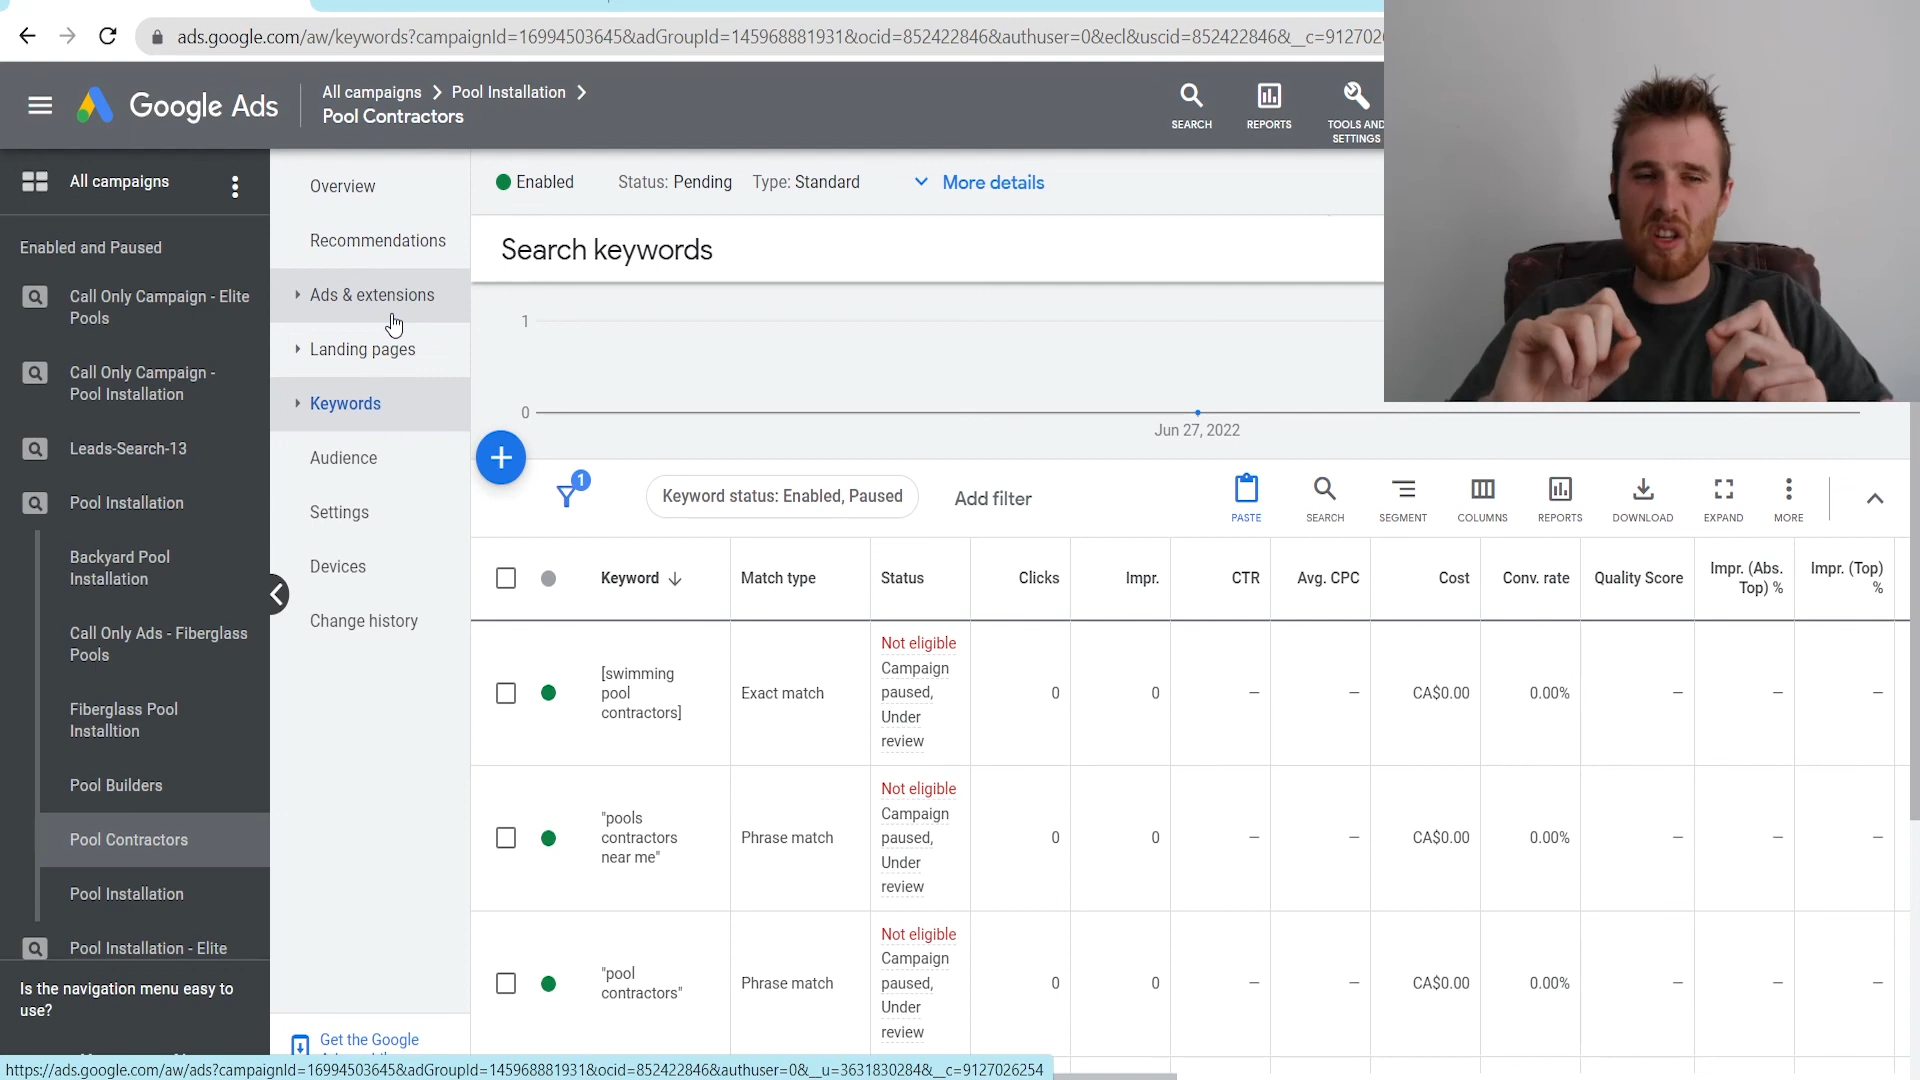 ads.google.com/aw/keywords?campaignId=16994503645&adGroupId=145968881931&ocid=852422846&authuser=0&ecl&uscid=852422846&__c=912702
Google Ads
All campaigns > Pool Installation >
Pool Contractors
SEARCH
REPORTS
TOOLS AND
SETTINGS
All campaigns
Enabled and Paused
Call Only Campaign - Elite
Pools
Call Only Campaign -
Pool Installation
Leads-Search-13
Pool Installation
Backyard Pool
Installation
Call Only Ads - Fiberglass
Pools
Fiberglass Pool
Installtion
Pool Builders
Pool Contractors
Pool Installation
Pool Installation - Elite
Is the navigation menu easy to
use?
Overview
Recommendations
Ads & extensions
Landing pages
Keywords
Audience
Settings
Devices
Change history
Get the Google
Enabled Status: Pending Type: Standard More details
Search keywords
1
0
Jun 27, 2022
1
Keyword status: Enabled, Paused
Add filter
PASTE
SEARCH
SEGMENT
COLUMNS
REPORTS
DOWNLOAD
EXPAND
MORE
Keyword Match type Status Clicks Impr. CTR Avg. CPC Cost Conv. rate Quality Score Impr. (Abs. Impr. (Top)
Top) % %
[swimming
pool
contractors]
Exact match
Not eligible
Campaign
paused,
Under
review
0 0 — — CA$0.00 0.00% — — —
"pools
contractors
near me"
Phrase match
Not eligible
Campaign
paused,
Under
review
0 0 — — CA$0.00 0.00% — — —
"pool
contractors"
Phrase match
Not eligible
Campaign
paused,
Under
review
0 0 — — CA$0.00 0.00% — — —
https://ads.google.com/aw/ads?campaignId=16994503645&adGroupId=145968881931&ocid=852422846&authuser=0&__u=3631830284&__c=9127026254